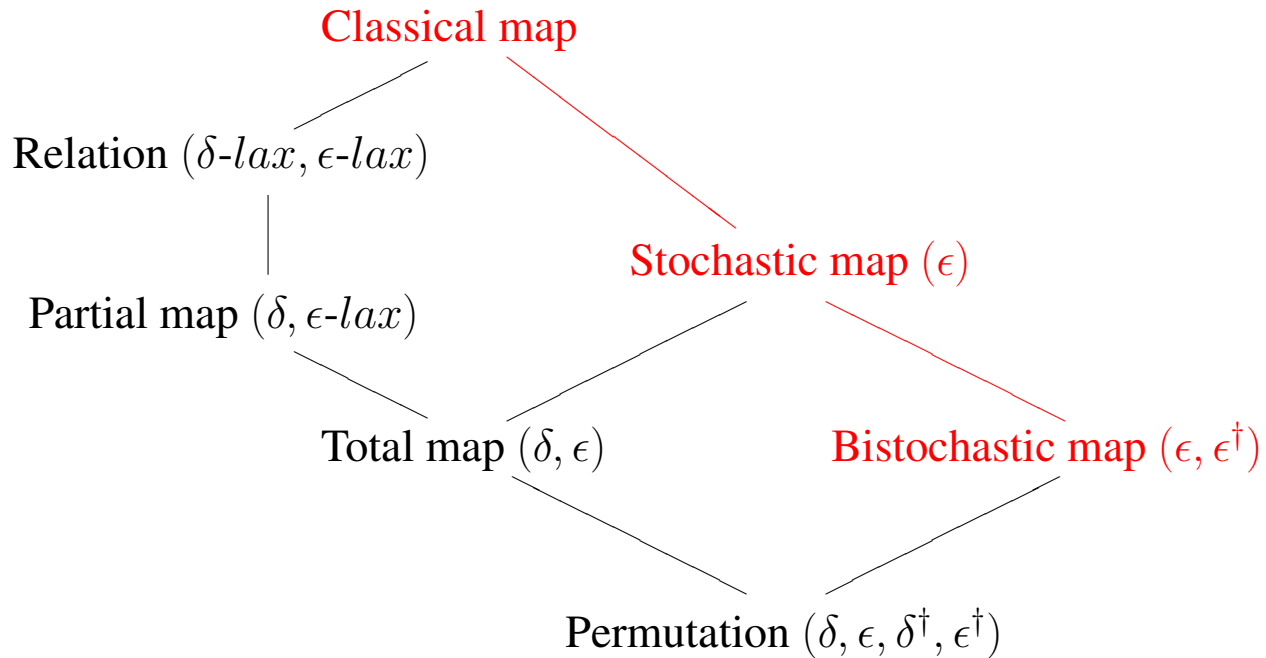 Classical map
Relation (δ-lax, ϵ-lax)
Stochastic map (ϵ)
Partial map (δ, ϵ-lax)
Total map (δ, ϵ)
Bistochastic map (ϵ, ϵ†)
Permutation (δ, ϵ, δ†, ϵ†)